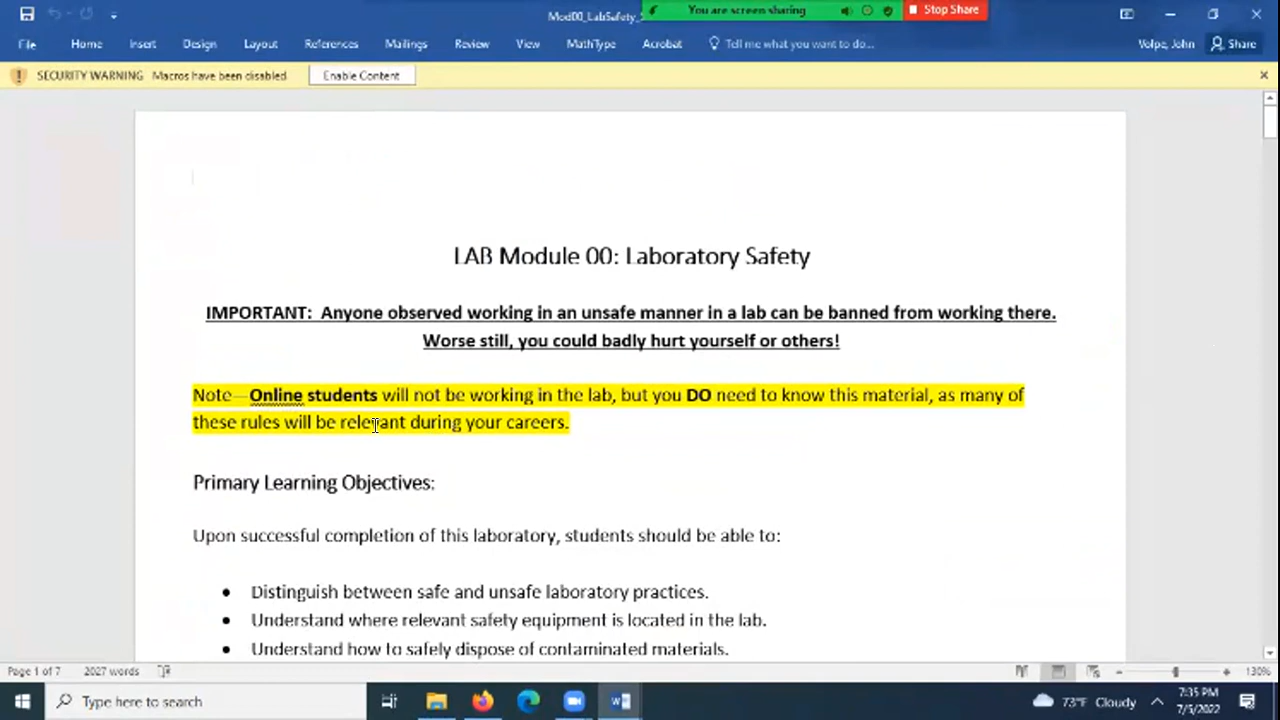 Mod00_LabSafety_
You are screen sharing
Stop Share
File Home Insert Design Layout References Mailings Review View MathType Acrobat Tell me what you want to do... Volpe, John Share
SECURITY WARNING Macros have been disabled Enable Content
LAB Module 00: Laboratory Safety
IMPORTANT: Anyone observed working in an unsafe manner in a lab can be banned from working there.
Worse still, you could badly hurt yourself or others!
Note—Online students will not be working in the lab, but you DO need to know this material, as many of
these rules will be relevant during your careers.
Primary Learning Objectives:
Upon successful completion of this laboratory, students should be able to:
• Distinguish between safe and unsafe laboratory practices.
• Understand where relevant safety equipment is located in the lab.
• Understand how to safely dispose of contaminated materials.
Page 1 of 7 2027 words 130%
Type here to search 73°F Cloudy 7:35 PM
7/5/2022